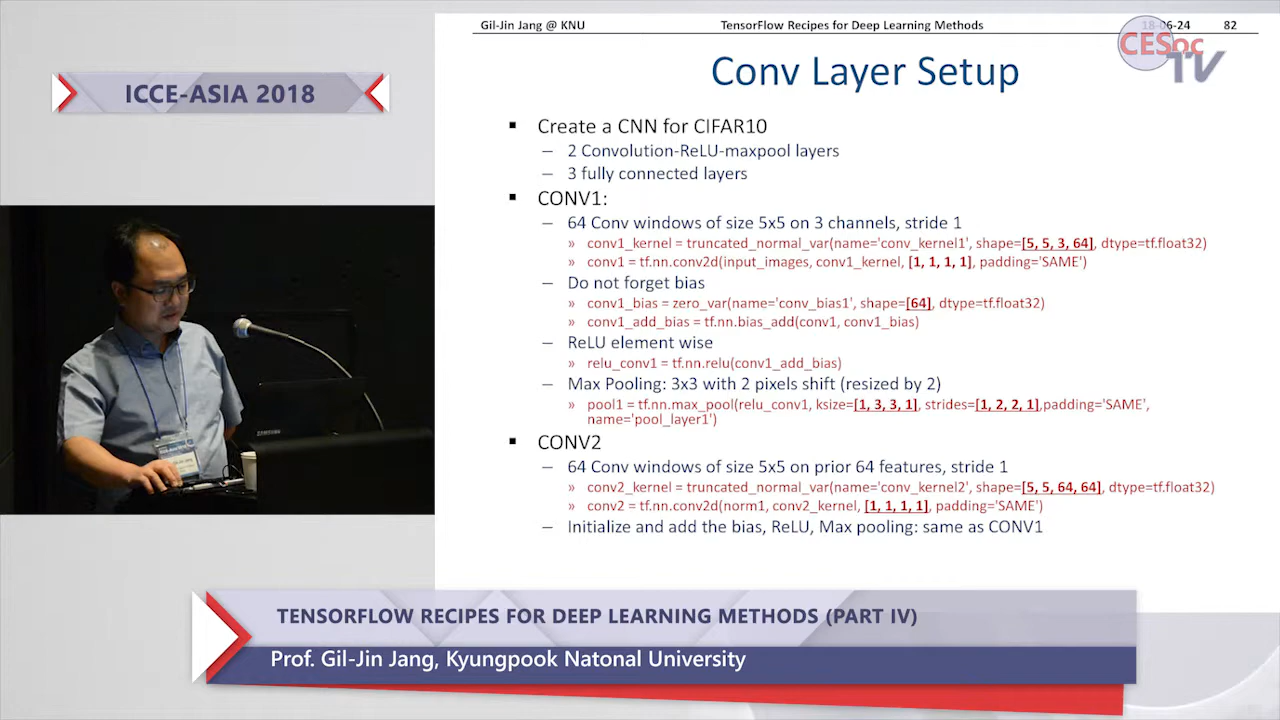 Gil-Jin Jang @ KNU
TensorFlow Recipes for Deep Learning Methods
18-06-24
82
CESoc
TV
ICCE-ASIA 2018
Conv Layer Setup
▪ Create a CNN for CIFAR10
– 2 Convolution-ReLU-maxpool layers
– 3 fully connected layers
▪ CONV1:
– 64 Conv windows of size 5x5 on 3 channels, stride 1
» conv1_kernel = truncated_normal_var(name='conv_kernel1', shape=[5, 5, 3, 64], dtype=tf.float32)
» conv1 = tf.nn.conv2d(input_images, conv1_kernel, [1, 1, 1, 1], padding='SAME')
– Do not forget bias
» conv1_bias = zero_var(name='conv_bias1', shape=[64], dtype=tf.float32)
» conv1_add_bias = tf.nn.bias_add(conv1, conv1_bias)
– ReLU element wise
» relu_conv1 = tf.nn.relu(conv1_add_bias)
– Max Pooling: 3x3 with 2 pixels shift (resized by 2)
» pool1 = tf.nn.max_pool(relu_conv1, ksize=[1, 3, 3, 1], strides=[1, 2, 2, 1],padding='SAME',
name='pool_layer1')
▪ CONV2
– 64 Conv windows of size 5x5 on prior 64 features, stride 1
» conv2_kernel = truncated_normal_var(name='conv_kernel2', shape=[5, 5, 64, 64], dtype=tf.float32)
» conv2 = tf.nn.conv2d(norm1, conv2_kernel, [1, 1, 1, 1], padding='SAME')
– Initialize and add the bias, ReLU, Max pooling: same as CONV1
TENSORFLOW RECIPES FOR DEEP LEARNING METHODS (PART IV)
Prof. Gil-Jin Jang, Kyungpook Natonal University